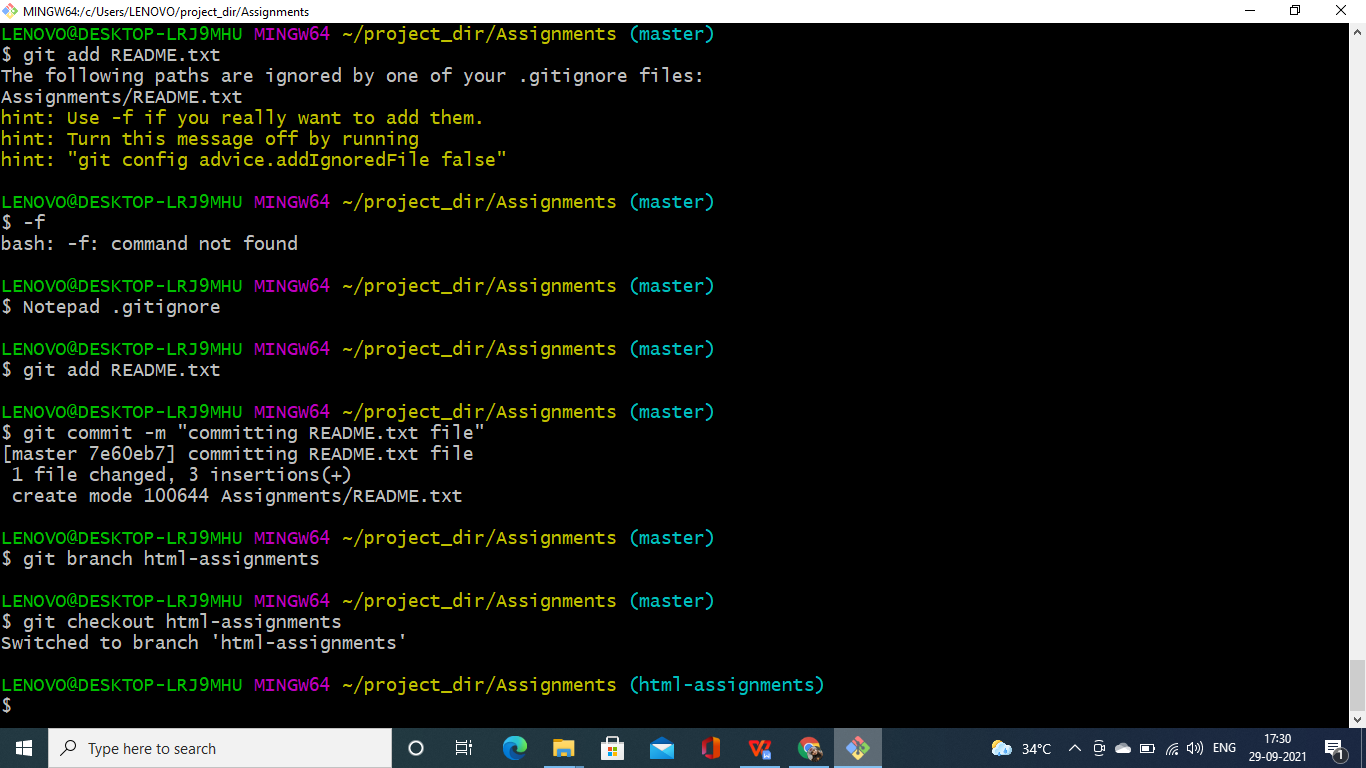 MINGW64:/c/Users/LENOVO/project_dir/Assignments
LENOVO@DESKTOP-LRJ9MHU MINGW64 ~/project_dir/Assignments (master)
$ git add README.txt
The following paths are ignored by one of your .gitignore files:
Assignments/README.txt
hint: Use -f if you really want to add them.
hint: Turn this message off by running
hint: "git config advice.addIgnoredFile false"
LENOVO@DESKTOP-LRJ9MHU MINGW64 ~/project_dir/Assignments (master)
$ -f
bash: -f: command not found
LENOVO@DESKTOP-LRJ9MHU MINGW64 ~/project_dir/Assignments (master)
$ Notepad .gitignore
LENOVO@DESKTOP-LRJ9MHU MINGW64 ~/project_dir/Assignments (master)
$ git add README.txt
LENOVO@DESKTOP-LRJ9MHU MINGW64 ~/project_dir/Assignments (master)
$ git commit -m "committing README.txt file"
[master 7e60eb7] committing README.txt file
1 file changed, 3 insertions(+)
create mode 100644 Assignments/README.txt
LENOVO@DESKTOP-LRJ9MHU MINGW64 ~/project_dir/Assignments (master)
$ git branch html-assignments
LENOVO@DESKTOP-LRJ9MHU MINGW64 ~/project_dir/Assignments (master)
$ git checkout html-assignments
Switched to branch 'html-assignments'
LENOVO@DESKTOP-LRJ9MHU MINGW64 ~/project_dir/Assignments (html-assignments)
$
Type here to search
34°C
ENG
17:30
29-09-2021
1